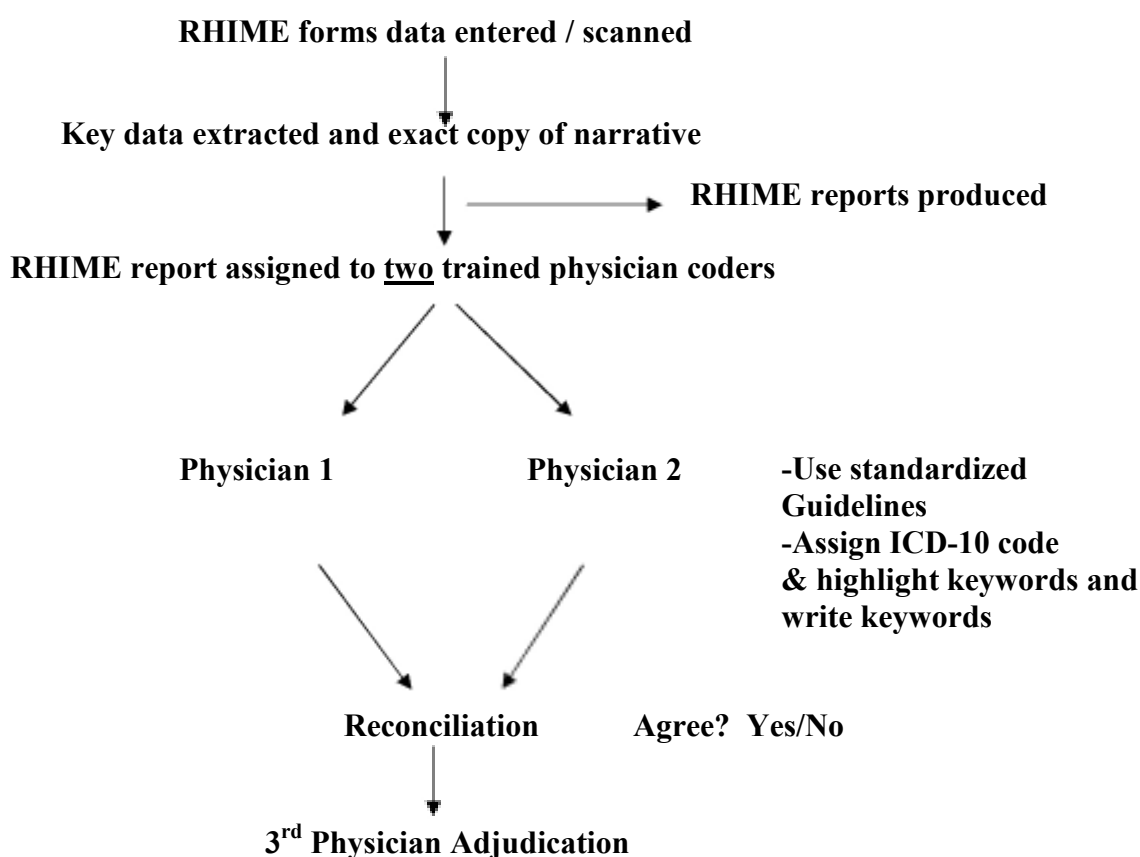 RHIME forms data entered / scanned
Key data extracted and exact copy of narrative
RHIME reports produced
RHIME report assigned to two trained physician coders
Physician 1
Physician 2
-Use standardized
Guidelines
-Assign ICD-10 code
& highlight keywords and
write keywords
Reconciliation
Agree? Yes/No
3rd Physician Adjudication